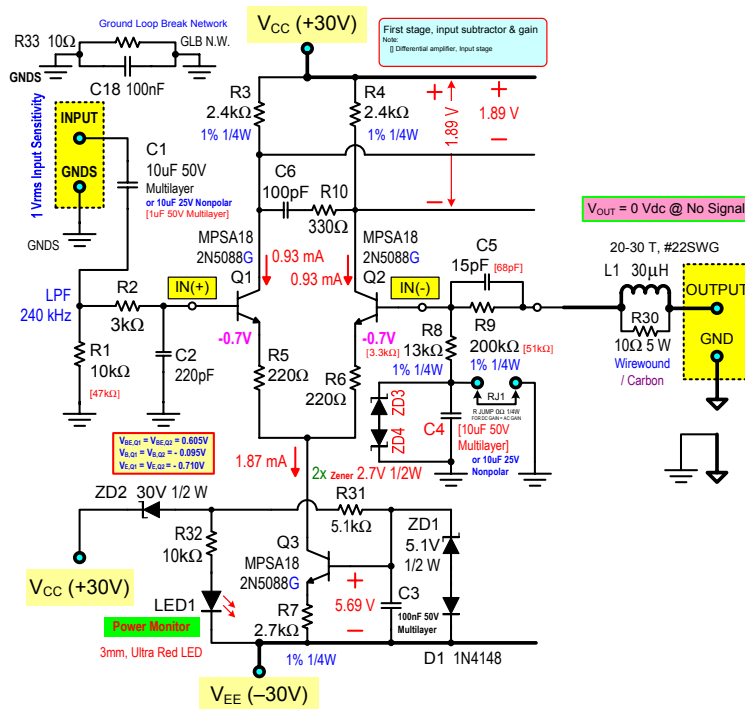 Ground Loop Break Network
R33 10Ω
GLB N.W.
GNDS
C18 100nF
VCC (+30V)
First stage, input subtractor & gain
Note:
[] Differential amplifier, Input stage
R3
2.4kΩ
1% 1/4W
R4
2.4kΩ
1% 1/4W
+
1.89 V
–
+
1.89 V
–
1 Vrms Input Sensitivity
INPUT
GNDS
GNDS
C1
10uF 50V
Multilayer
or 10uF 25V Nonpolar
[1uF 50V Multilayer]
C6
100pF
R10
330Ω
VOUT = 0 Vdc @ No Signal
MPSA18
2N5088G
Q1
0.93 mA
0.93 mA
MPSA18
2N5088G
Q2
C5
15pF
[68pF]
20-30 T, #22SWG
L1 30µH
OUTPUT
R30
10Ω 5 W
Wirewound
/ Carbon
GND
LPF
240 kHz
R2
3kΩ
IN(+)
IN(-)
-0.7V
-0.7V
R1
10kΩ
[47kΩ]
C2
220pF
R5
220Ω
R6
220Ω
[3.3kΩ]
R8
13kΩ
1% 1/4W
R9
200kΩ
[51kΩ]
1% 1/4W
RJ1
R JUMP 0Ω 1/4W
FOR DC GAIN = AC GAIN
ZD3
ZD4
C4
[10uF 50V
Multilayer]
or 10uF 25V
Nonpolar
VBE,Q1 = VBE,Q2 = 0.605V
VB,Q1 = VB,Q2 = - 0.095V
VE,Q1 = VE,Q2 = - 0.710V
1.87 mA
2x Zener 2.7V 1/2W
ZD2 30V 1/2 W
R31
5.1kΩ
R32
10kΩ
Q3
MPSA18
2N5088G
ZD1
5.1V
1/2 W
VCC (+30V)
LED1
Power Monitor
3mm, Ultra Red LED
R7
2.7kΩ
1% 1/4W
+
5.69 V
–
C3
100nF 50V
Multilayer
D1 1N4148
VEE (–30V)